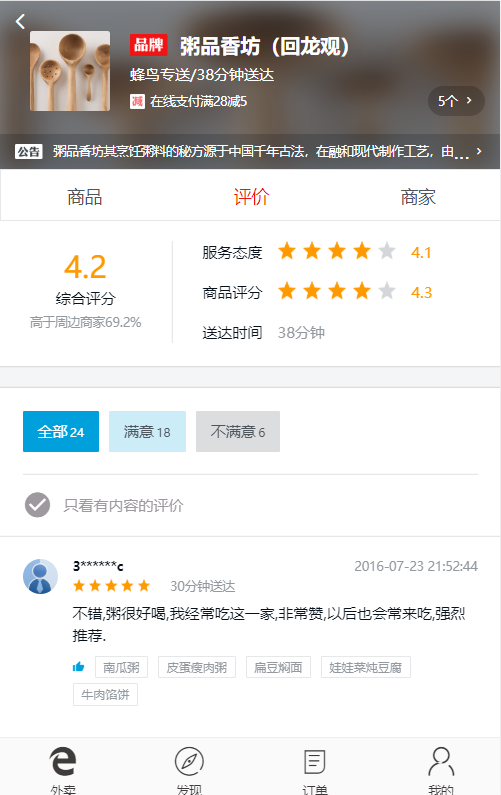 品牌 粥品香坊（回龙观）
蜂鸟专送/38分钟送达
减 在线支付满28减5
5个 >
公告 粥品香坊其烹饪粥料的秘方源于中国千年古法，在融和现代制作工艺，由... >
商品 评价 商家
4.2
综合评分
高于周边商家69.2%
服务态度 4.1
商品评分 4.3
送达时间 38分钟
全部 24 满意 18 不满意 6
只看有内容的评价
3******c 2016-07-23 21:52:44
30分钟送达
不错,粥很好喝,我经常吃这一家,非常赞,以后也会常来吃,强烈
推荐.
南瓜粥 皮蛋瘦肉粥 扁豆焖面 娃娃菜炖豆腐
牛肉馅饼
外卖 发现 订单 我的